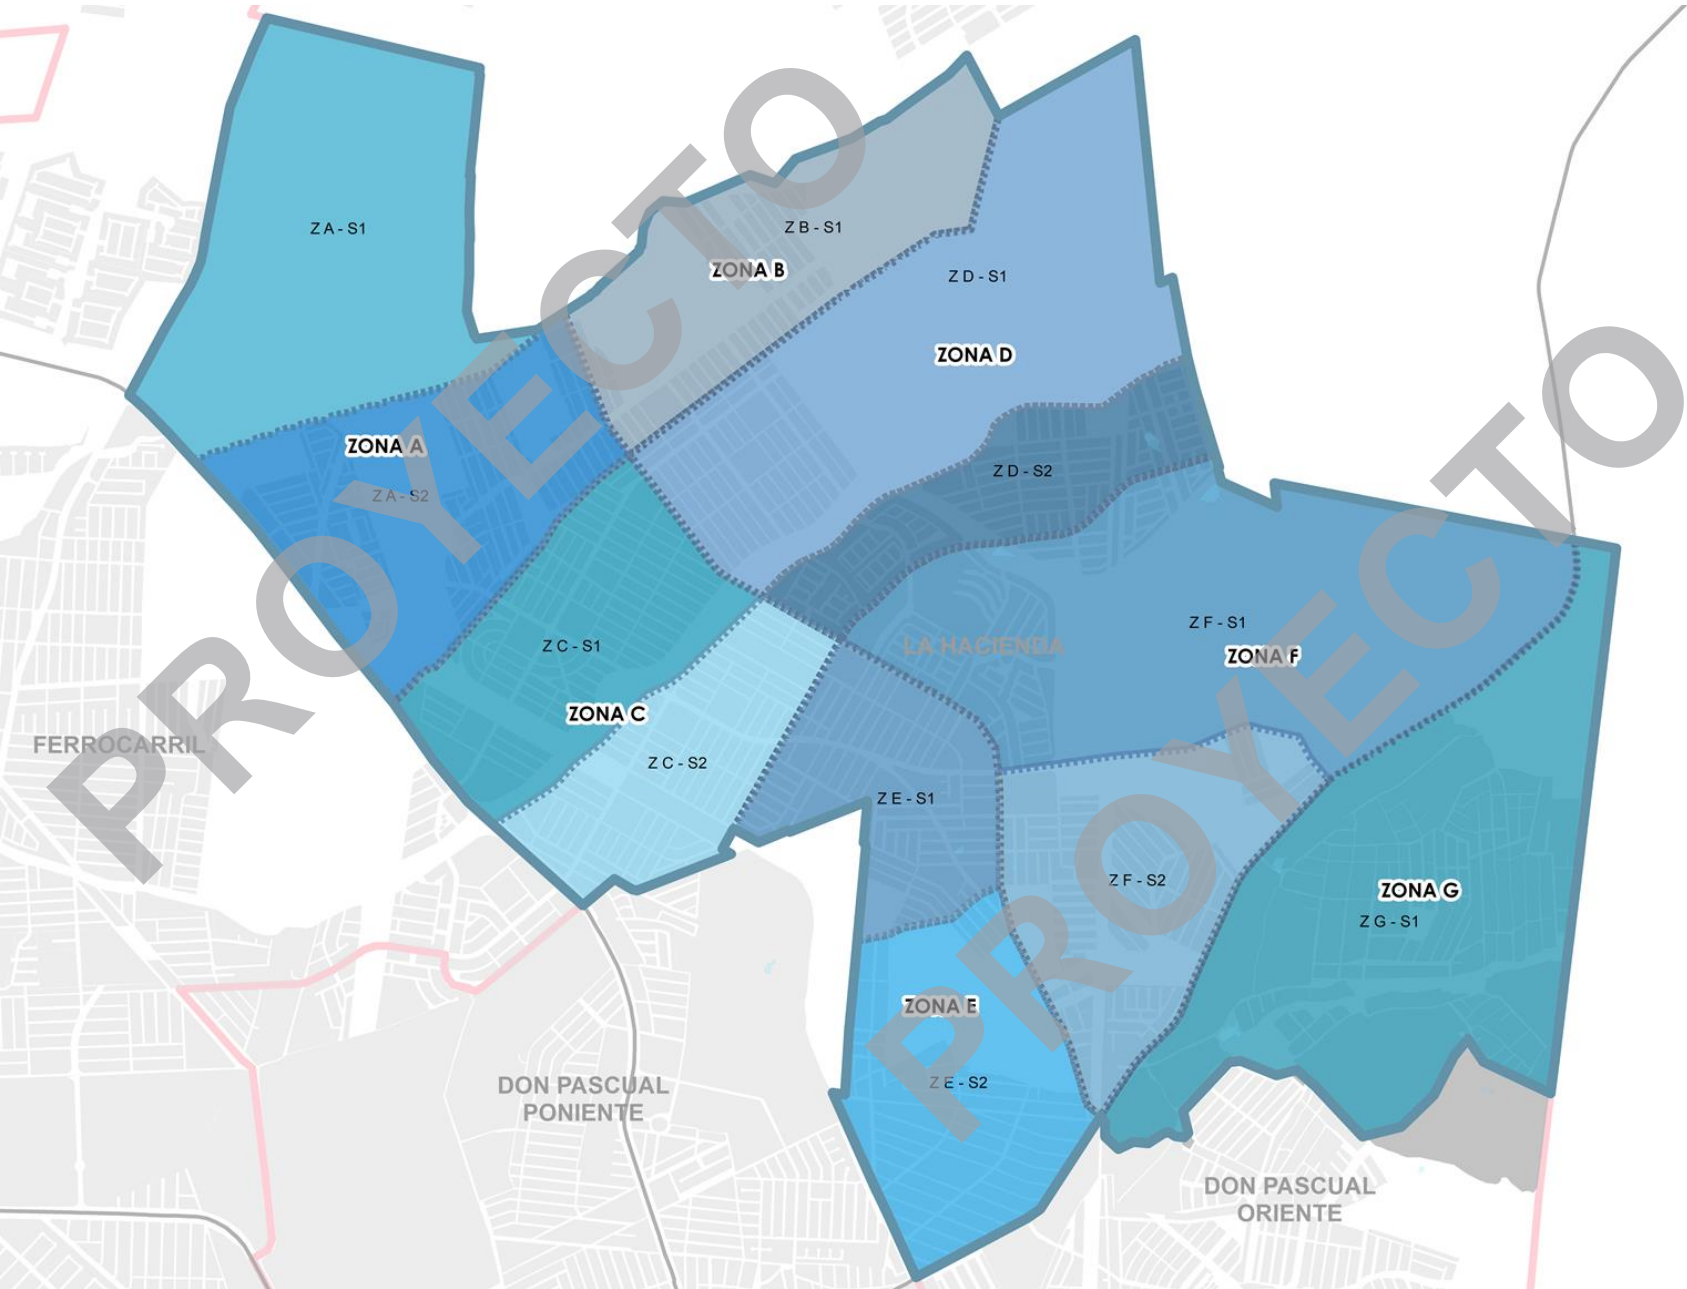 Z A - S1
Z B - S1
ZONA B
Z D - S1
ZONA D
ZONA A
Z A - S2
Z D - S2
PROYECTO
Z F - S1
LA HACIENDA
Z C - S1
ZONA F
ZONA C
FERROCARRIL
Z C - S2
Z E - S1
PROYECTO
Z F - S2
ZONA G
Z G - S1
ZONA E
Z E - S2
DON PASCUAL
PONIENTE
DON PASCUAL
ORIENTE